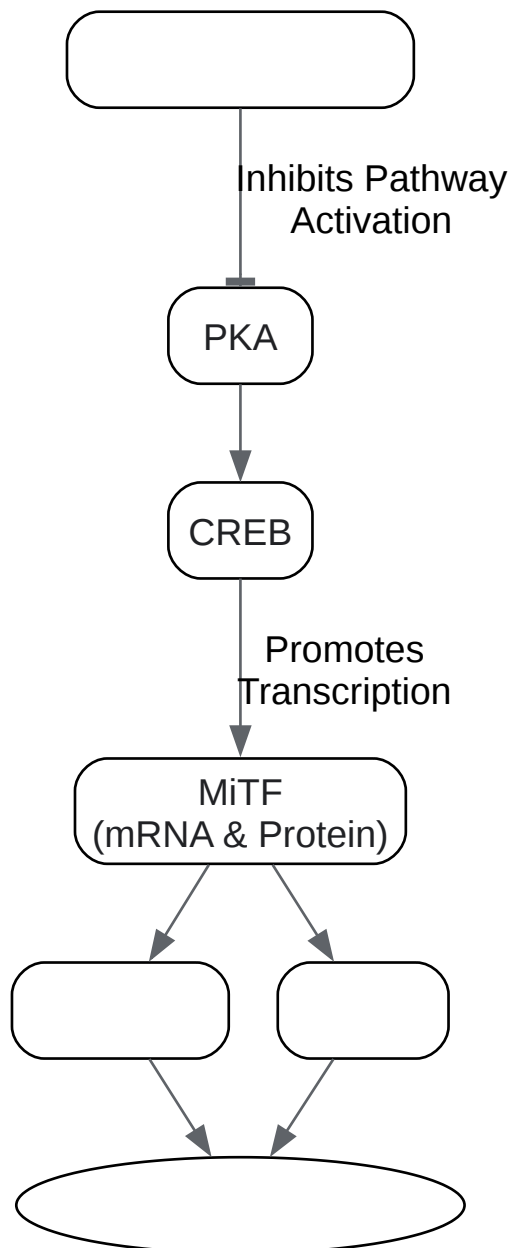 Inhibits Pathway
Activation
PKA
CREB
Promotes
Transcription
MiTF
(mRNA & Protein)